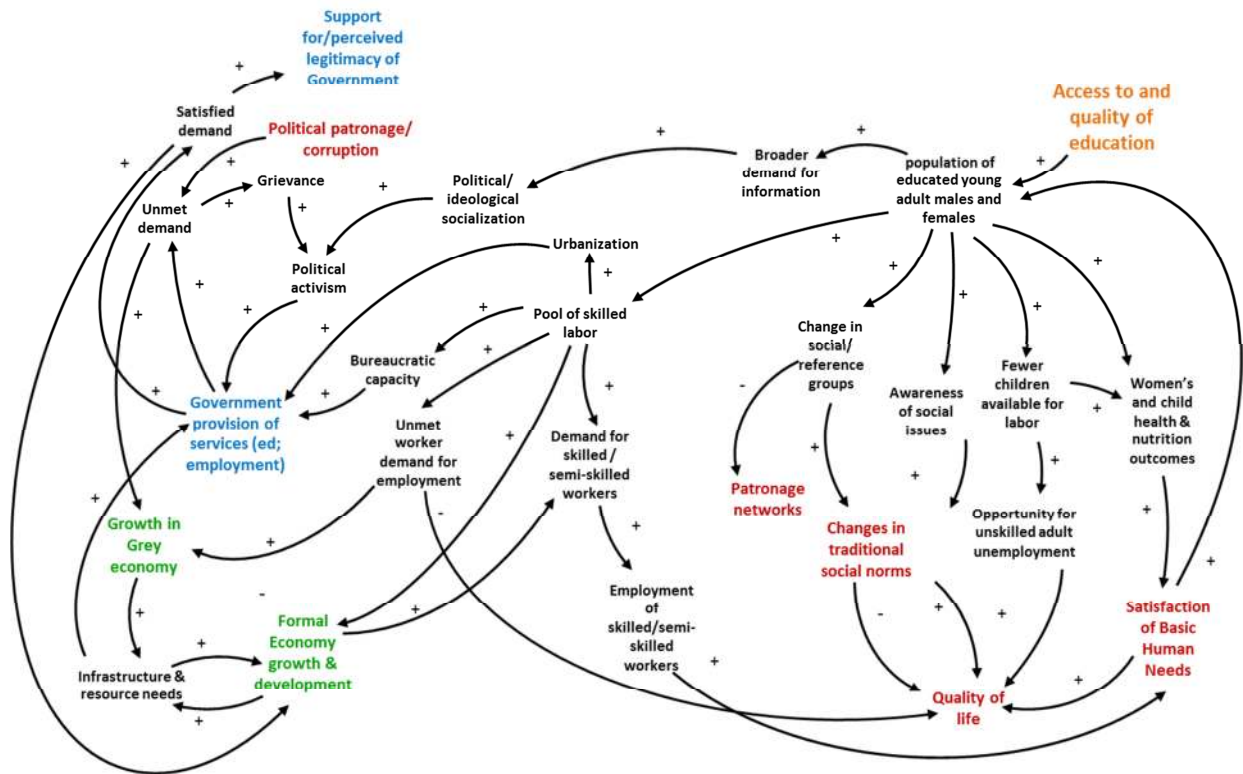 Support
for/perceived
legitimacy of
Government
+
Satisfied
demand
Political patronage/
corruption
Access to and
quality of
education
+
+
+
Broader
demand for
information
population of
educated young
adult males and
females
+
+
Grievance
+
+
Political/
ideological
socialization
Unmet
demand
+
+
Urbanization
+
+
+
Political
activism
+
+
+
+
+
Pool of skilled
labor
+
+
+
+
Bureaucratic
capacity
+
+
+
+
Change in
social/
reference
groups
-
Awareness
of social
issues
Fewer
children
available for
labor
+
Women's
and child
health &
nutrition
outcomes
Government
provision of
services (ed;
employment)
Unmet
worker
demand for
employment
+
Demand for
skilled /
semi-skilled
workers
+
+
+
Patronage
networks
+
-
+
+
Growth in
Grey
economy
+
Changes in
traditional
social norms
Opportunity for
unskilled adult
unemployment
+
-
+
Employment
of
skilled/semi-
skilled
workers
-
+
+
Satisfaction
of Basic
Human
Needs
Formal
Economy
growth &
development
+
Infrastructure &
resource needs
+
+
+
Quality of
life